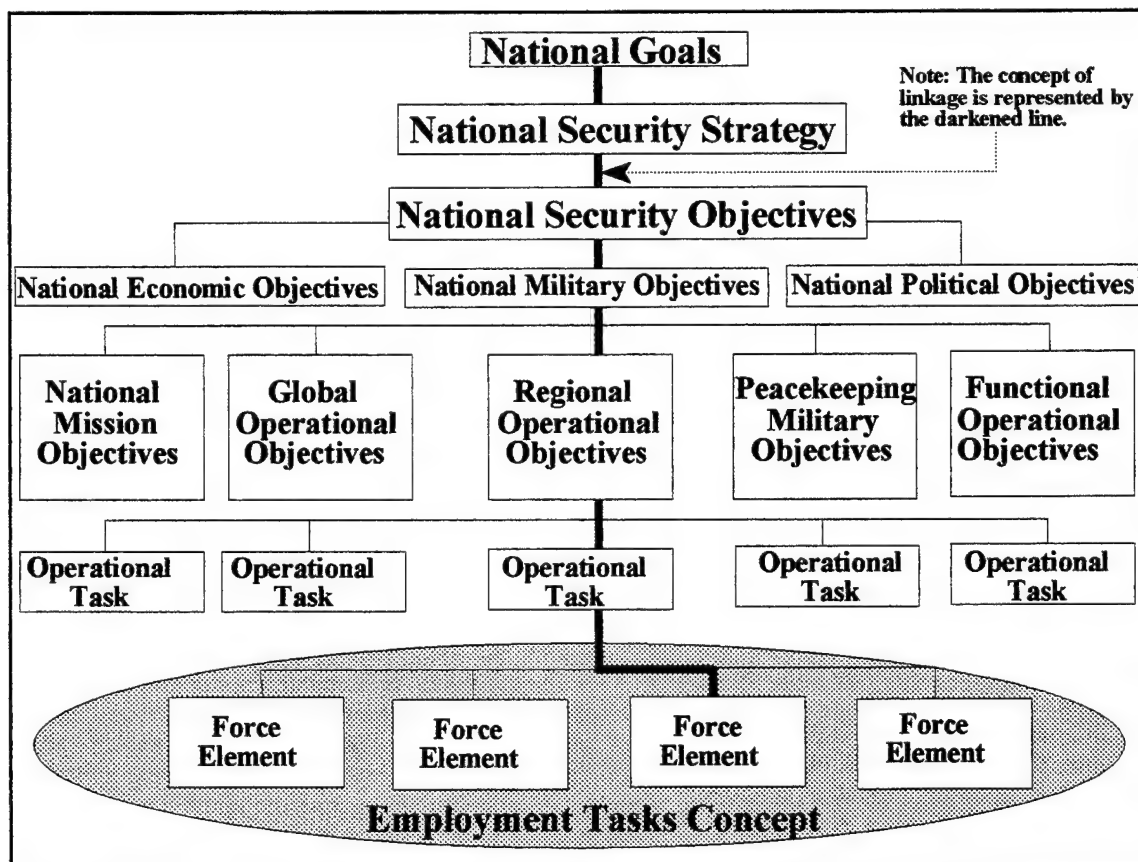 National Goals
Note: The concept of
linkage is represented by
the darkened line.
National Security Strategy
National Security Objectives
National Economic Objectives
National Military Objectives
National Political Objectives
National
Mission
Objectives
Global
Operational
Objectives
Regional
Operational
Objectives
Peacekeeping
Military
Objectives
Functional
Operational
Objectives
Operational
Task
Operational
Task
Operational
Task
Operational
Task
Operational
Task
Force
Element
Force
Element
Force
Element
Force
Element
Employment Tasks Concept